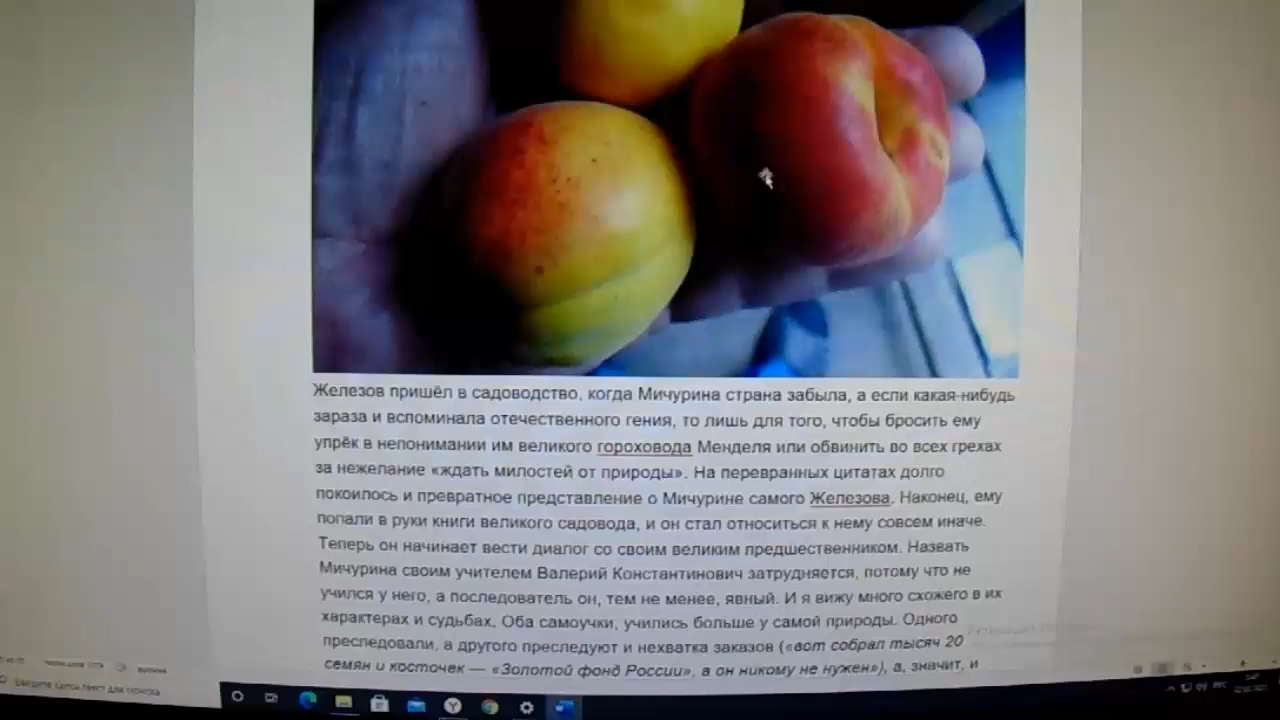 Железов пришёл в садоводство, когда Мичурина страна забыла, а если какая-нибудь
зараза и вспоминала отечественного гения, то лишь для того, чтобы бросить ему
упрёк в непонимании им великого гороховода Менделя или обвинить во всех грехах
за нежелание «ждать милостей от природы». На перевранных цитатах долго
покоилось и превратное представление о Мичурине самого Железова. Наконец, ему
попали в руки книги великого садовода, и он стал относиться к нему совсем иначе.
Теперь он начинает вести диалог со своим великим предшественником. Назвать
Мичурина своим учителем Валерий Константинович затрудняется, потому что не
учился у него, а последователь он, тем не менее, явный. И я вижу много схожего в их
характерах и судьбах. Оба самоучки, учились больше у самой природы. Одного
преследовали, а другого преследуют и нехватка заказов («вот собрал тысяч 20
семян и косточек — «Золотой фонд России», а он никому не нужен»), а, значит, и